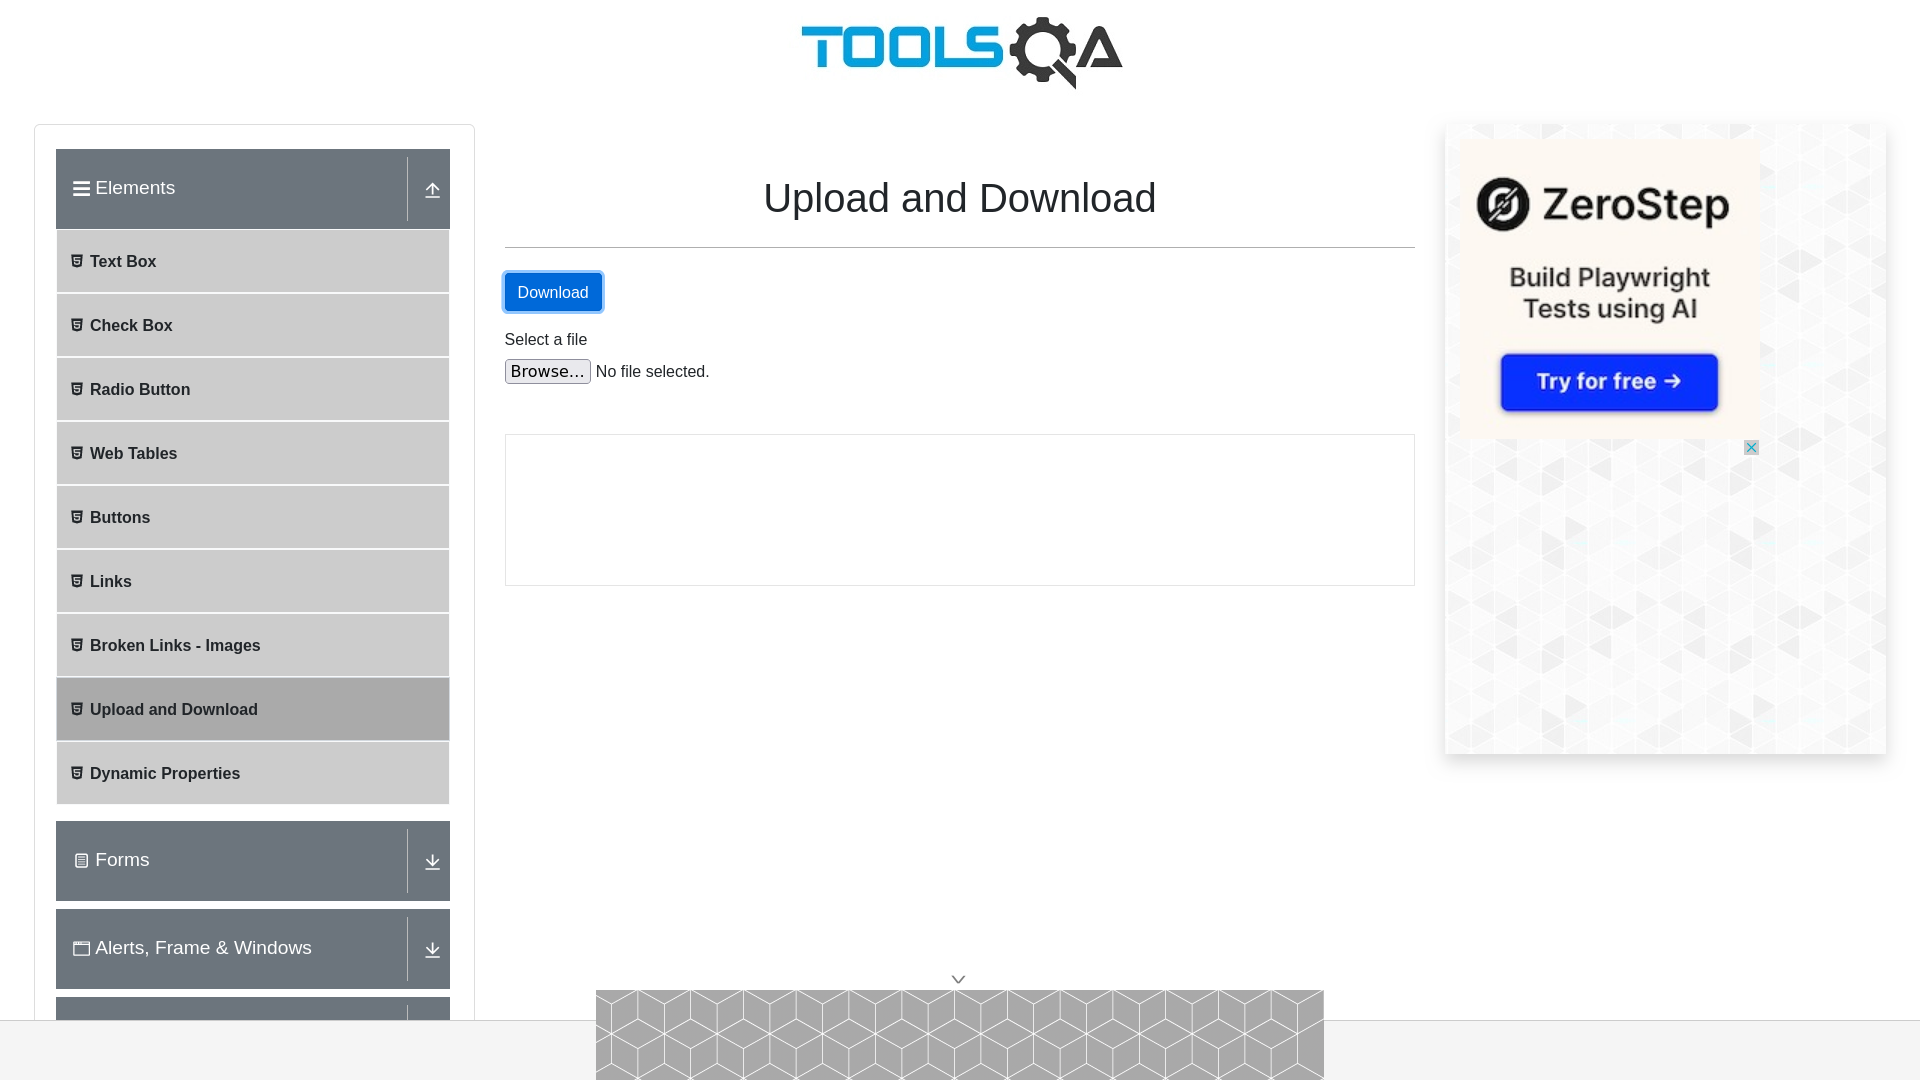 TOOLSQA
Elements
Text Box
Check Box
Radio Button
Web Tables
Buttons
Links
Broken Links - Images
Upload and Download
Dynamic Properties
Forms
Alerts, Frame & Windows
Upload and Download
Download
Select a file
Browse... No file selected.
ZeroStep
Build Playwright
Tests using AI
Try for free →